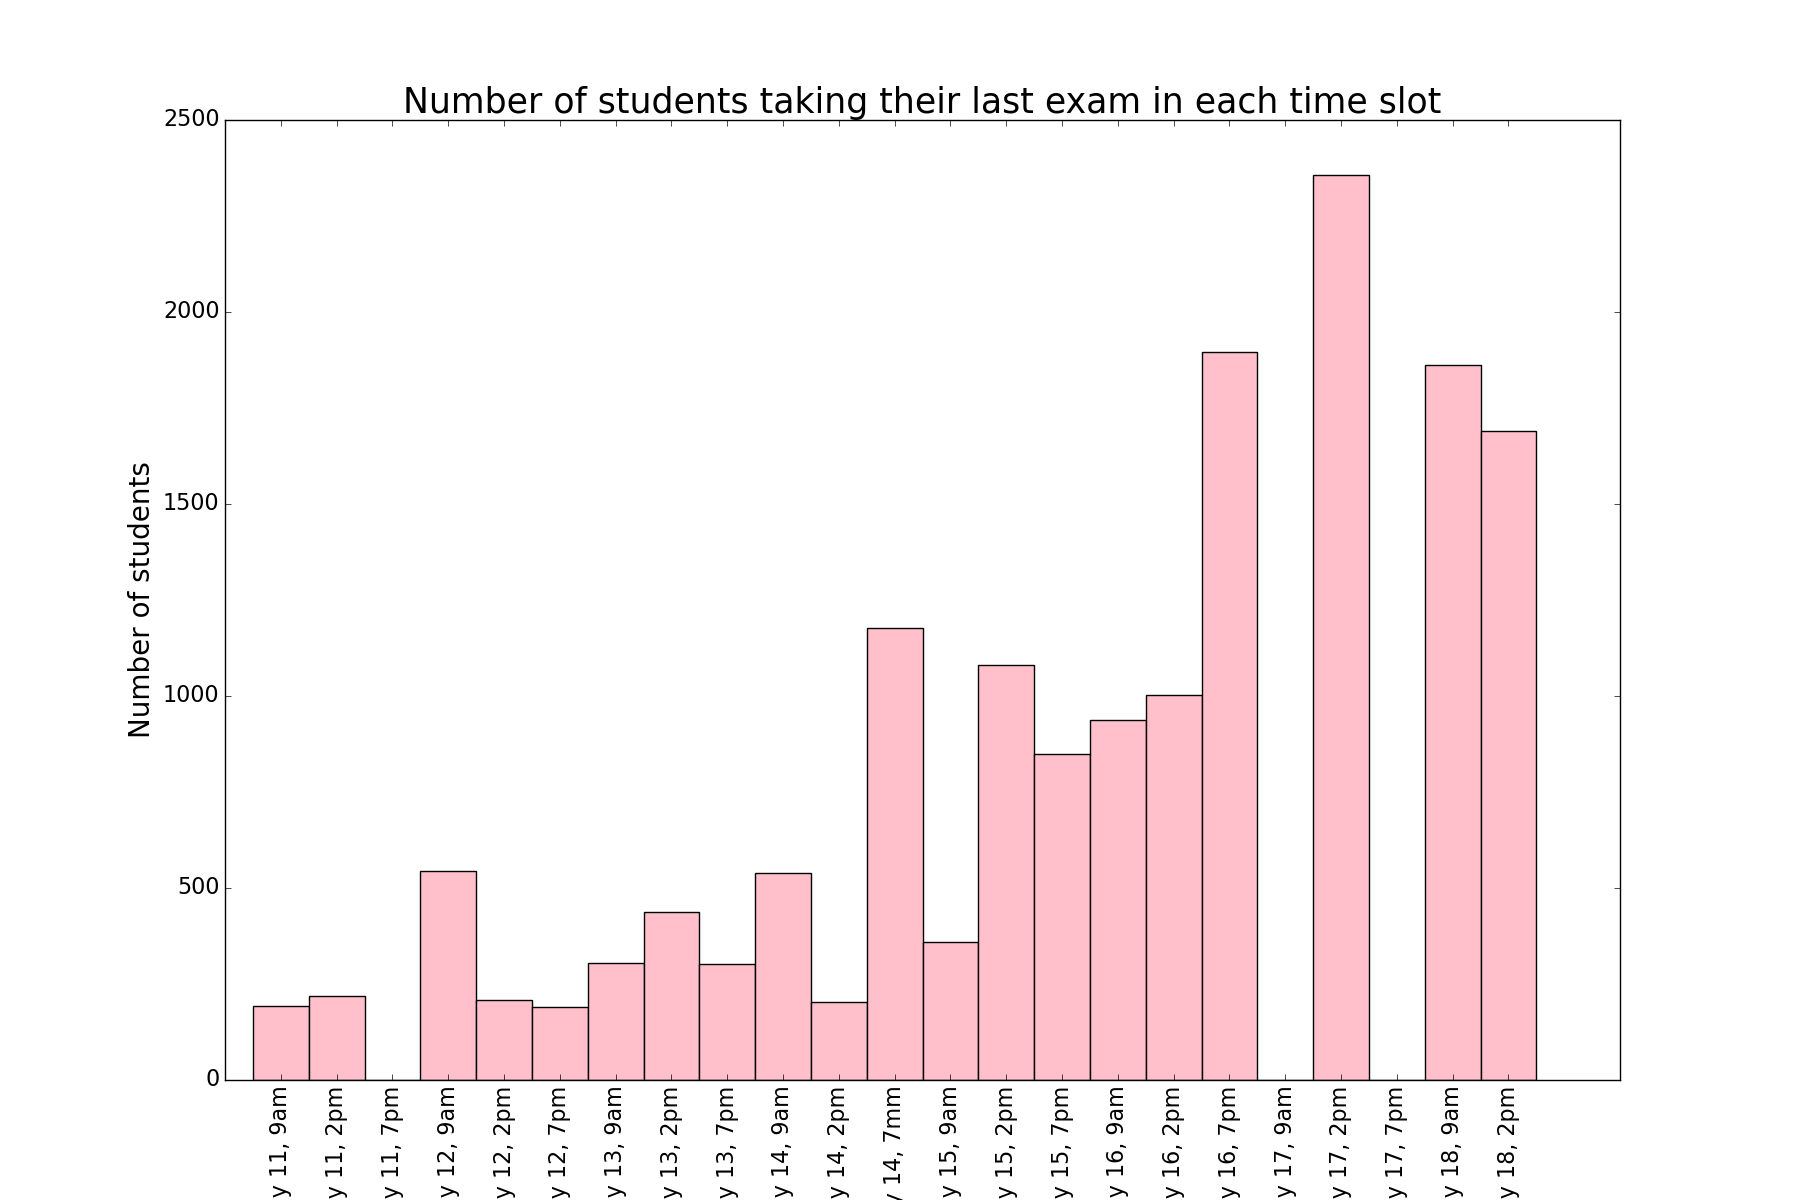 Number of students taking their last exam in each time slot
Number of students
2500
2000
1500
1000
500
0
y 11, 9am
y 11, 2pm
y 11, 7pm
y 12, 9am
y 12, 2pm
y 12, 7pm
y 13, 9am
y 13, 2pm
y 13, 7pm
y 14, 9am
y 14, 2pm
y 14, 7mm
y 15, 9am
y 15, 2pm
y 15, 7pm
y 16, 9am
y 16, 2pm
y 16, 7pm
y 17, 9am
y 17, 2pm
y 17, 7pm
y 18, 9am
y 18, 2pm